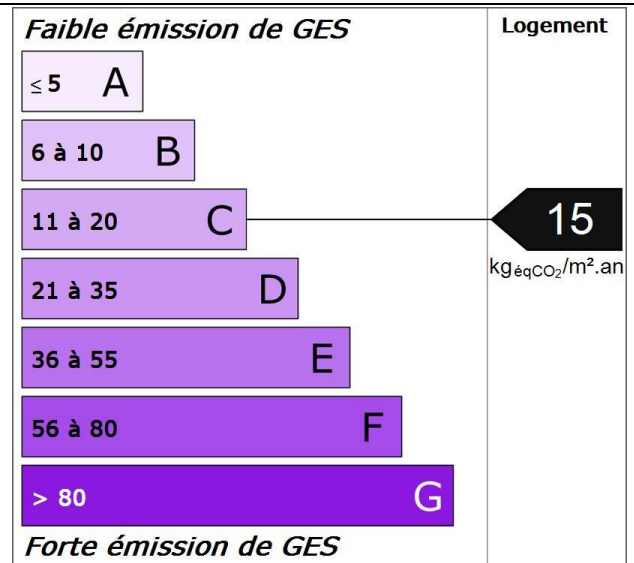 Faible émission de GES
Logement
≤ 5 A
6 à 10 B
11 à 20 C
15
kgéqCO₂/m².an
21 à 35 D
36 à 55 E
56 à 80 F
> 80 G
Forte émission de GES